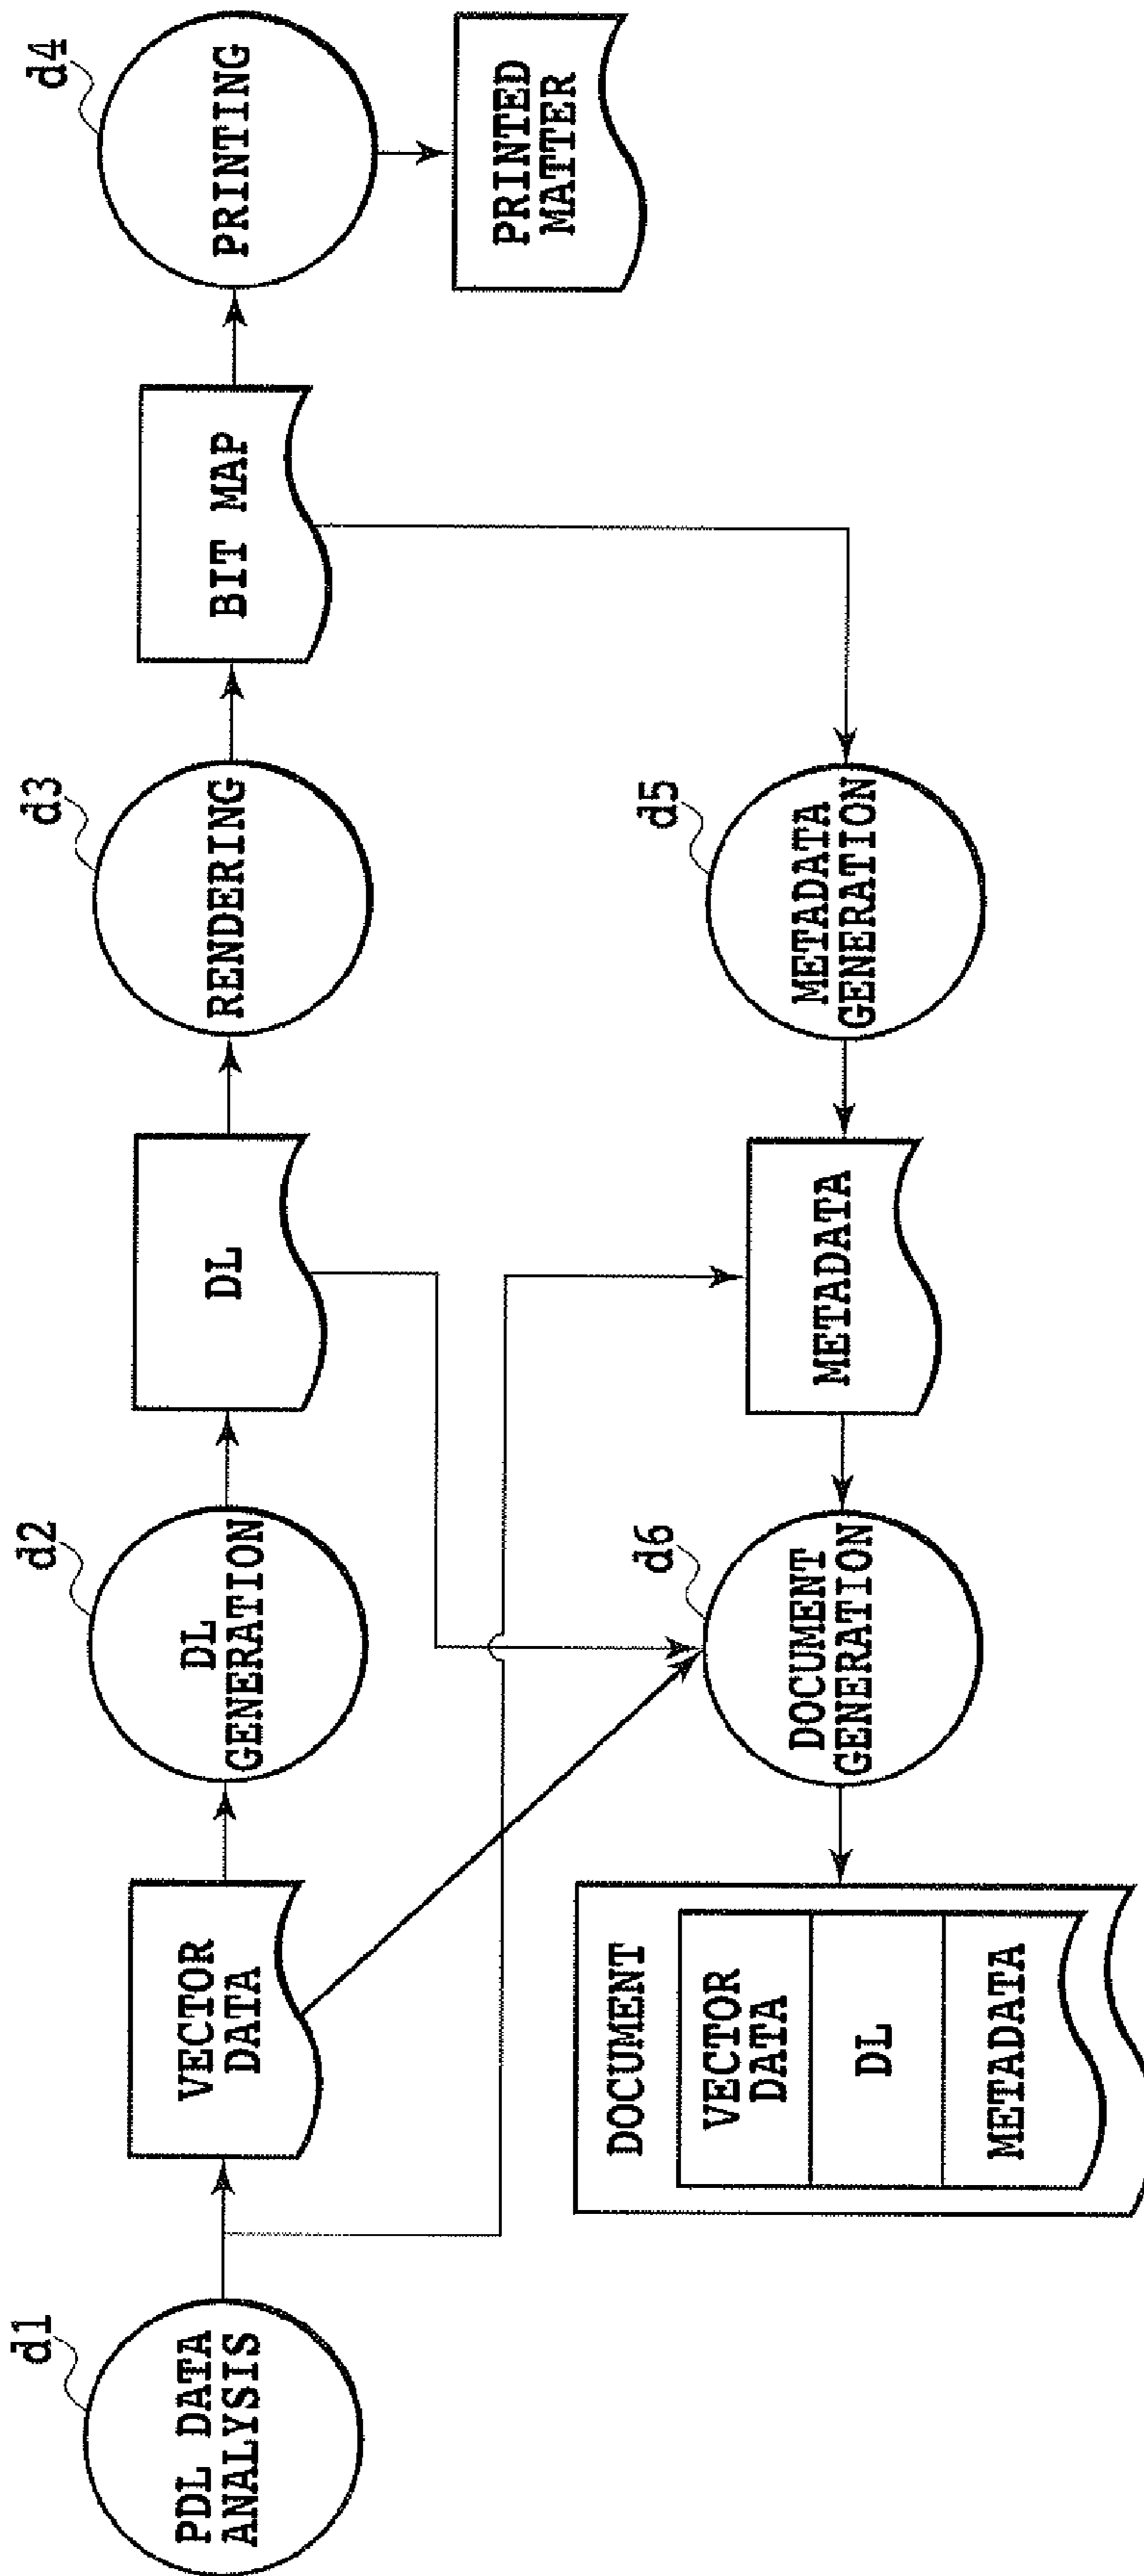 d1
PDL DATA
ANALYSIS
VECTOR
DATA
d2
DL
GENERATION
DL
d3
RENDERING
BIT MAP
d4
PRINTING
PRINTED
MATTER
d5
METADATA
GENERATION
METADATA
d6
DOCUMENT
GENERATION
DOCUMENT
VECTOR
DATA
DL
METADATA